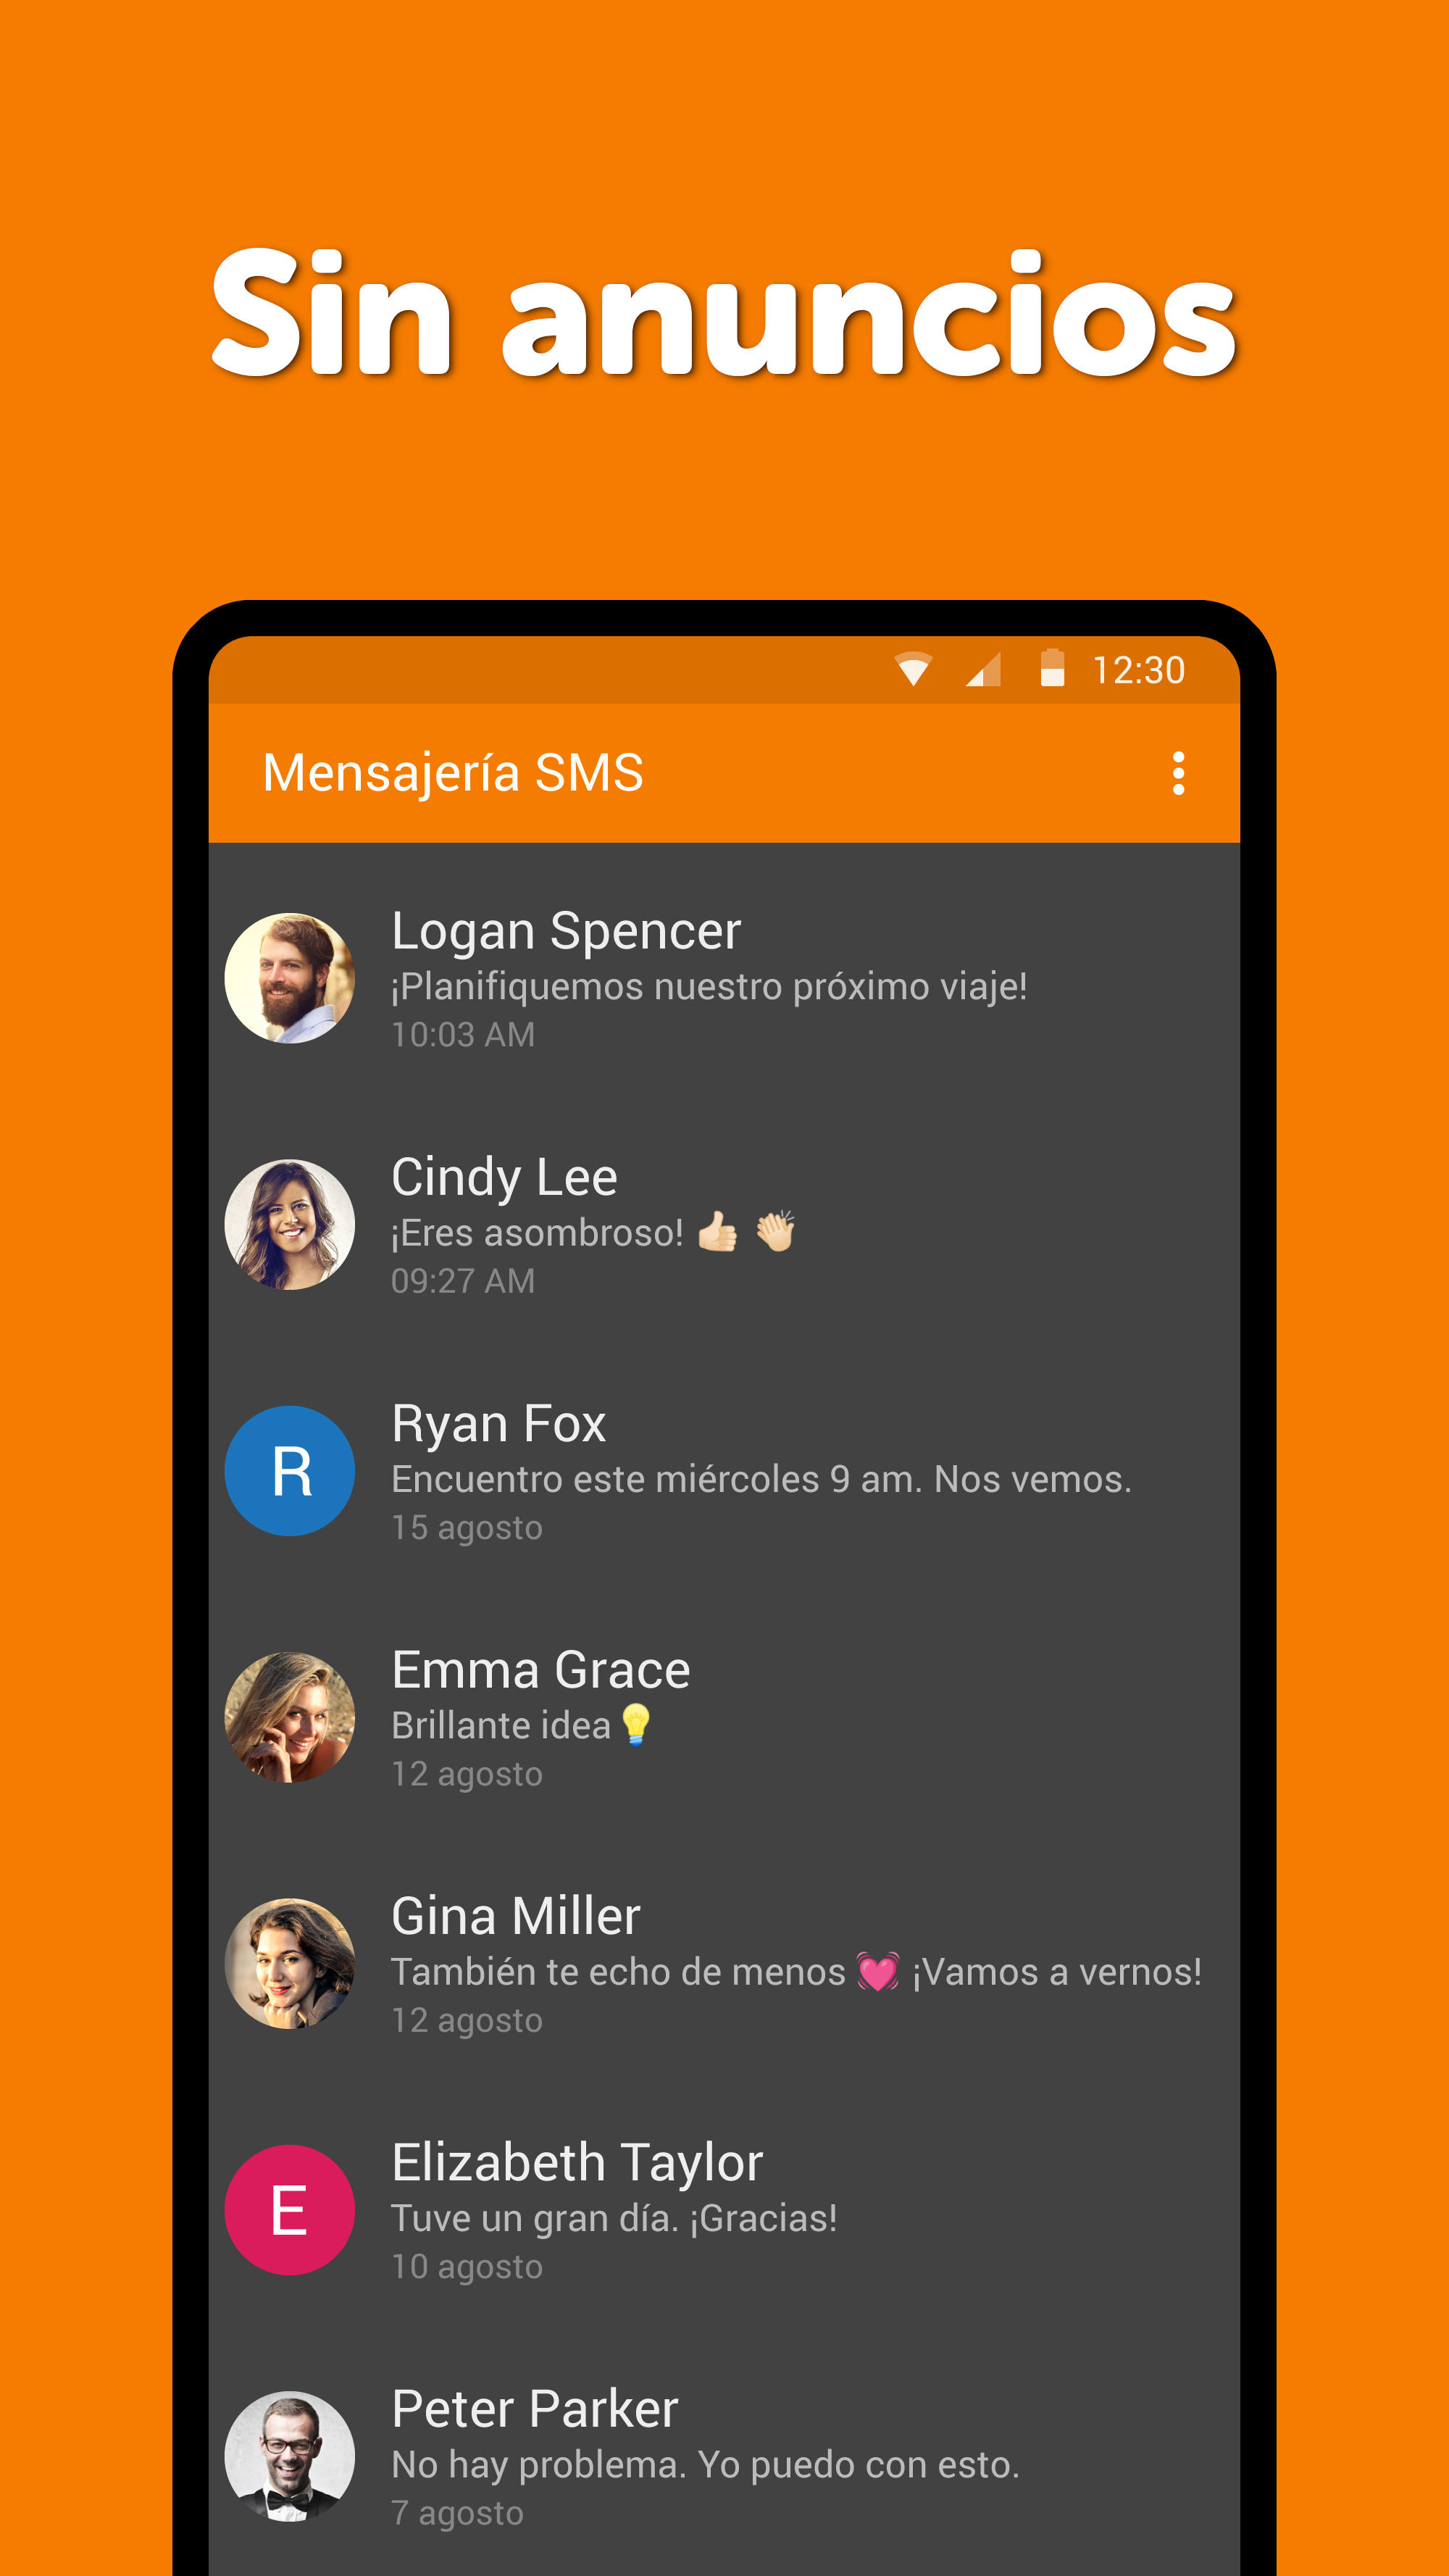 Sin anuncios
12:30
Mensajería SMS
Logan Spencer
¡Planifiquemos nuestro próximo viaje!
10:03 AM
Cindy Lee
¡Eres asombroso! 👍🏻 👏🏻
09:27 AM
R
Ryan Fox
Encuentro este miércoles 9 am. Nos vemos.
15 agosto
Emma Grace
Brillante idea 💡
12 agosto
Gina Miller
También te echo de menos 💓 ¡Vamos a vernos!
12 agosto
E
Elizabeth Taylor
Tuve un gran día. ¡Gracias!
10 agosto
Peter Parker
No hay problema. Yo puedo con esto.
7 agosto